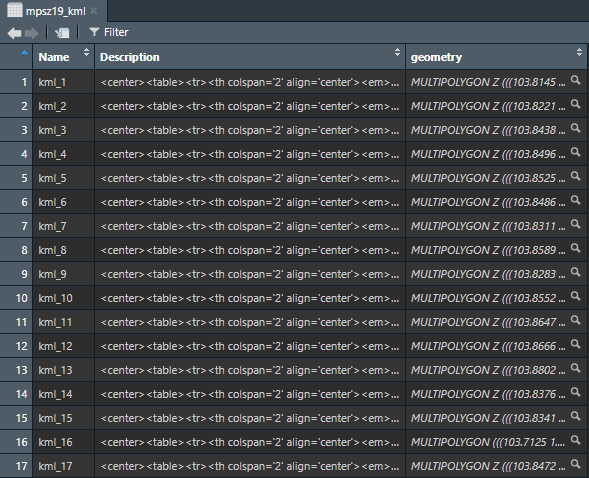 mpsz19_kml
Filter
Name Description geometry
1 kml_1 <center><table><tr><th colspan='2' align='center'><em>... MULTIPOLYGON Z (((103.8145 ...
2 kml_2 <center><table><tr><th colspan='2' align='center'><em>... MULTIPOLYGON Z (((103.8221 ...
3 kml_3 <center><table><tr><th colspan='2' align='center'><em>... MULTIPOLYGON Z (((103.8438 ...
4 kml_4 <center><table><tr><th colspan='2' align='center'><em>... MULTIPOLYGON Z (((103.8496 ...
5 kml_5 <center><table><tr><th colspan='2' align='center'><em>... MULTIPOLYGON Z (((103.8525 ...
6 kml_6 <center><table><tr><th colspan='2' align='center'><em>... MULTIPOLYGON Z (((103.8486 ...
7 kml_7 <center><table><tr><th colspan='2' align='center'><em>... MULTIPOLYGON Z (((103.8311 ...
8 kml_8 <center><table><tr><th colspan='2' align='center'><em>... MULTIPOLYGON Z (((103.8589 ...
9 kml_9 <center><table><tr><th colspan='2' align='center'><em>... MULTIPOLYGON Z (((103.8283 ...
10 kml_10 <center><table><tr><th colspan='2' align='center'><em>... MULTIPOLYGON Z (((103.8552 ...
11 kml_11 <center><table><tr><th colspan='2' align='center'><em>... MULTIPOLYGON Z (((103.8647 ...
12 kml_12 <center><table><tr><th colspan='2' align='center'><em>... MULTIPOLYGON Z (((103.8666 ...
13 kml_13 <center><table><tr><th colspan='2' align='center'><em>... MULTIPOLYGON Z (((103.8802 ...
14 kml_14 <center><table><tr><th colspan='2' align='center'><em>... MULTIPOLYGON Z (((103.8376 ...
15 kml_15 <center><table><tr><th colspan='2' align='center'><em>... MULTIPOLYGON Z (((103.8341 ...
16 kml_16 <center><table><tr><th colspan='2' align='center'><em>... MULTIPOLYGON (((103.7125 1....
17 kml_17 <center><table><tr><th colspan='2' align='center'><em>... MULTIPOLYGON Z (((103.8472 ...